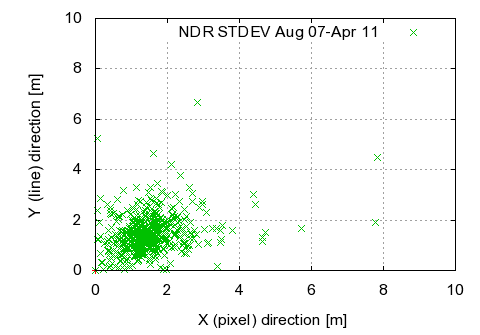 NDR STDEV Aug 07-Apr 11
10
8
6
4
2
0
Y (line) direction [m]
0 2 4 6 8 10
X (pixel) direction [m]